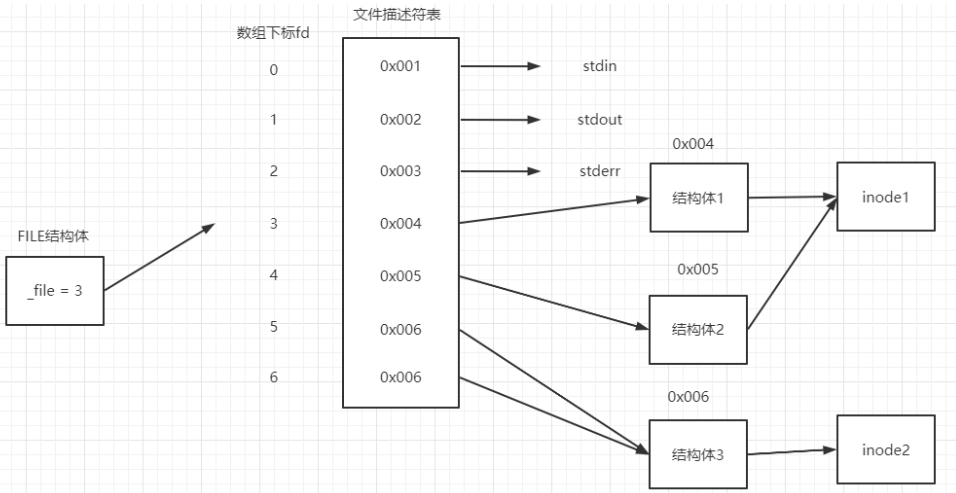 文件描述符表
数组下标fd
0
0x001
stdin
1
0x002
stdout
0x004
2
0x003
stderr
结构体1
inode1
3
0x004
FILE结构体
0x005
4
0x005
_file = 3
5
0x006
结构体2
6
0x006
0x006
结构体3
inode2